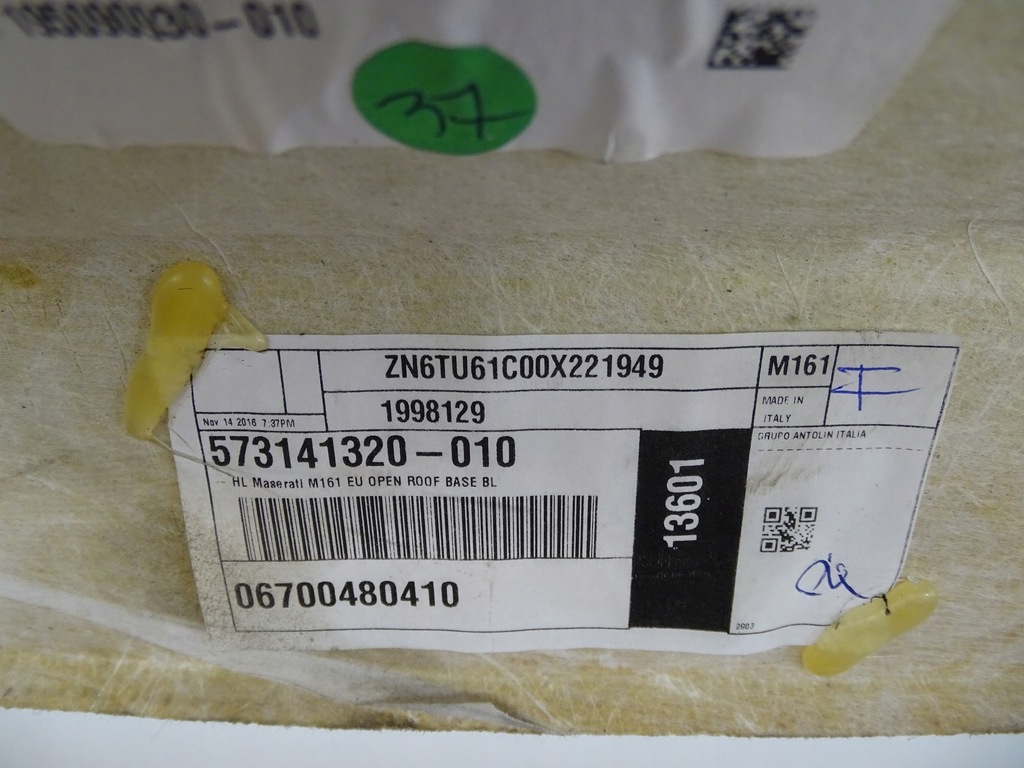 37
ZN6TU61C00X221949
M161
1998129
MADE IN
ITALY
Nov 14 2016 7:37PM
573141320-010
GRUPO ANTOLIN ITALIA
HL Maserati M161 EU OPEN ROOF BASE BL
13601
06700480410
2003